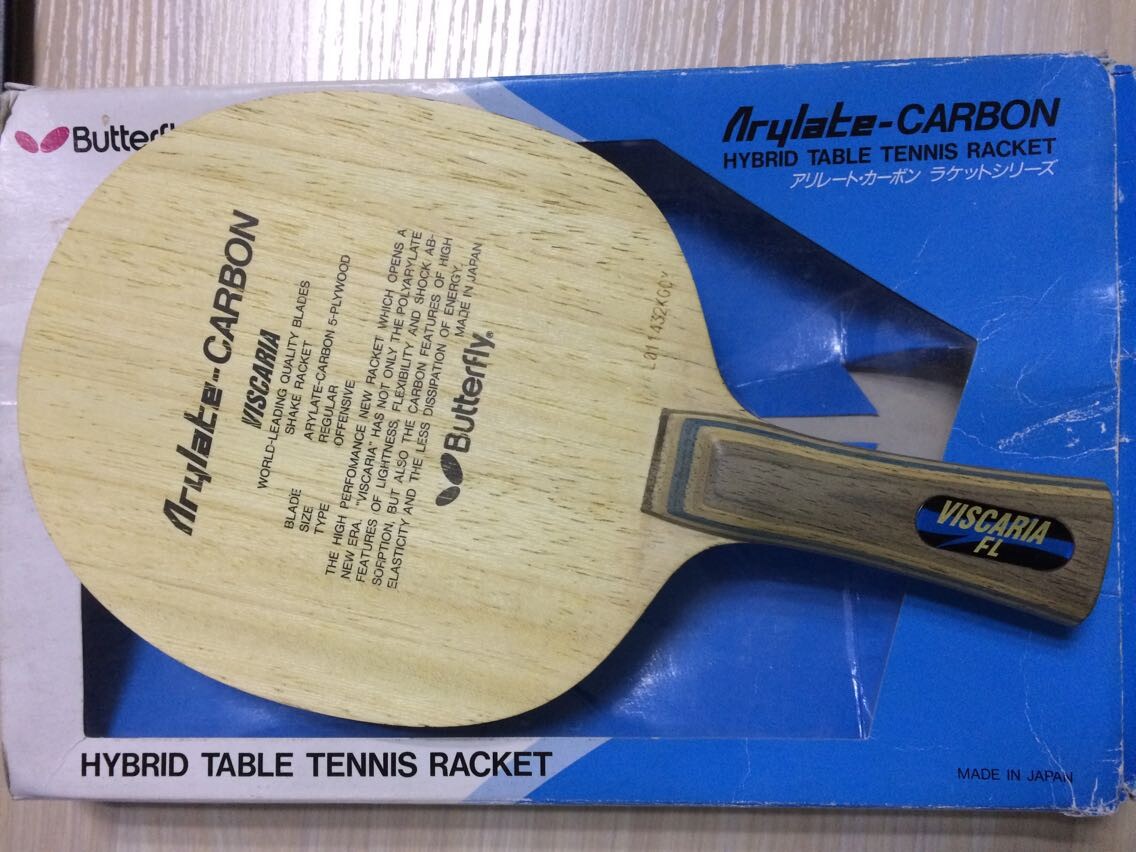 Butterfly
Arylate-CARBON
HYBRID TABLE TENNIS RACKET
アリレート・カーボン ラケットシリーズ
Arylate-CARBON
VISCARIA
WORLD-LEADING QUALITY BLADES
SHAKE RACKET
BLADE ARYLATE-CARBON 5-PLYWOOD
SIZE REGULAR
TYPE OFFENSIVE
THE HIGH PERFOMANCE NEW RACKET WHICH OPENS A
NEW ERA. "VISCARIA" HAS NOT ONLY THE POLYARYLATE
FEATURES OF LIGHTNESS, FLEXIBILITY AND SHOCK AB-
SORPTION, BUT ALSO THE CARBON FEATURES OF HIGH
ELASTICITY AND THE LESS DISSIPATION OF ENERGY.
MADE IN JAPAN
Butterfly®
VISCARIA
FL
HYBRID TABLE TENNIS RACKET
MADE IN JAPAN